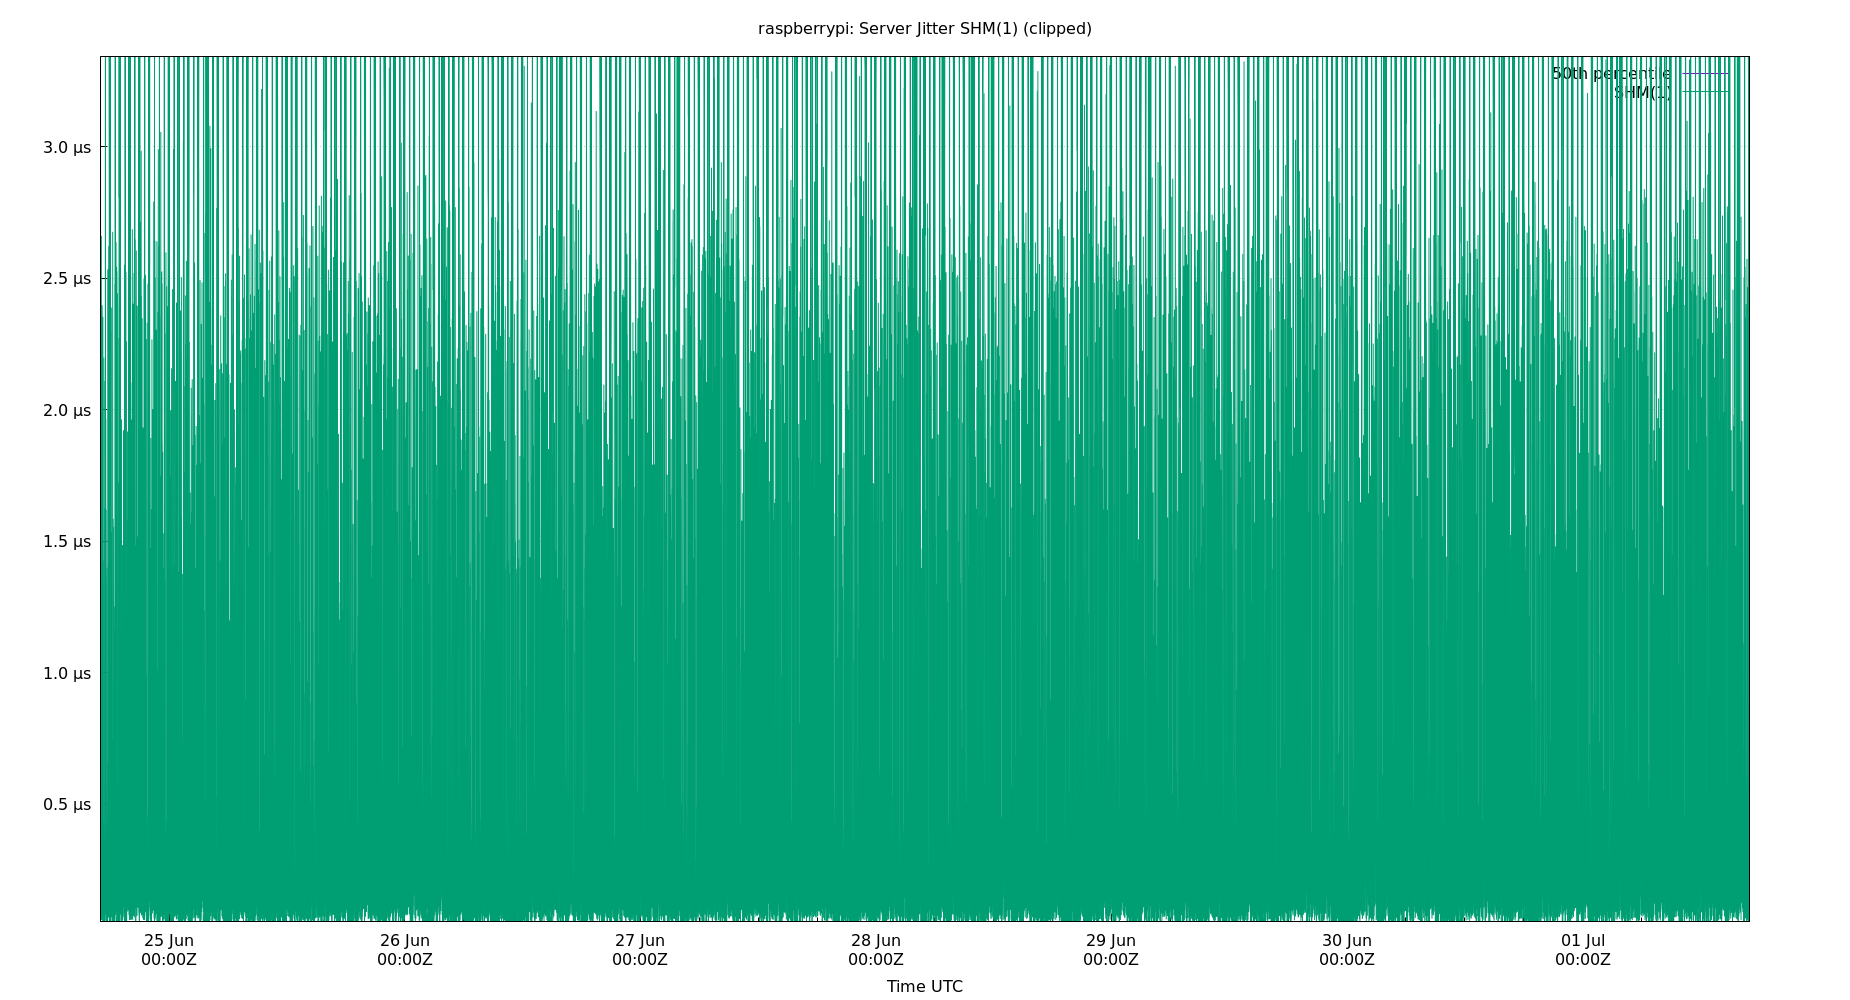 raspberrypi: Server Jitter SHM(1) (clipped)
50th percentile
SHM(1)
3.0 µs
2.5 µs
2.0 µs
1.5 µs
1.0 µs
0.5 µs
25 Jun 26 Jun 27 Jun 28 Jun 29 Jun 30 Jun 01 Jul
00:00Z 00:00Z 00:00Z 00:00Z 00:00Z 00:00Z 00:00Z
Time UTC